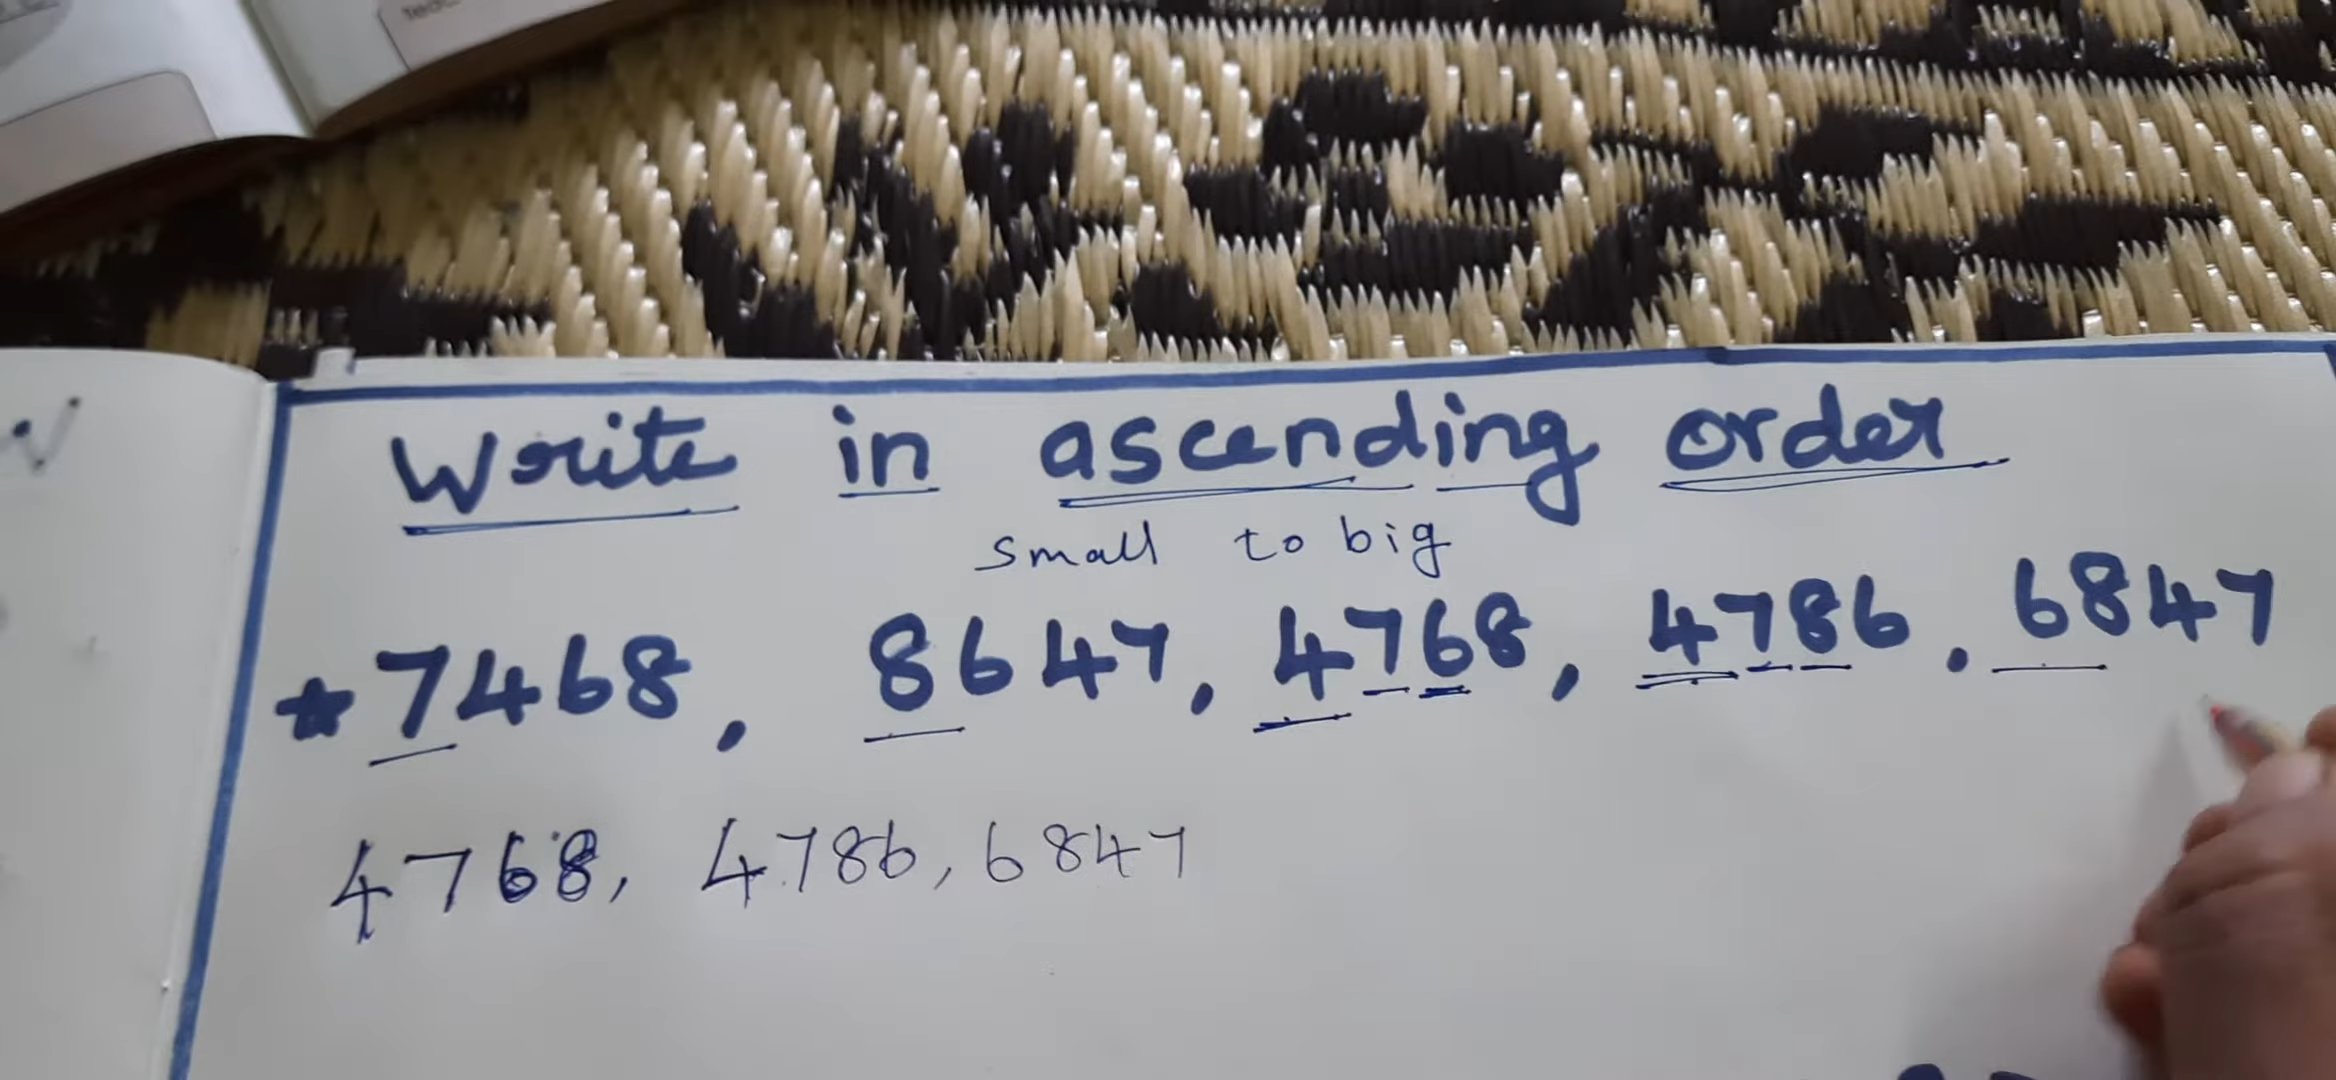 Write in ascending order
small to big
★ 7468, 8647, 4768, 4786, 6847
4768, 4786, 6847